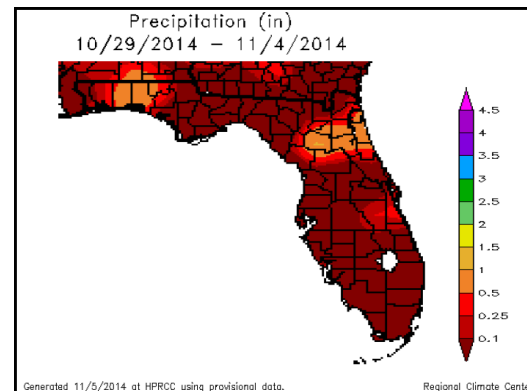 Precipitation (in)
10/29/2014 – 11/4/2014
4.5
4
3.5
3
2.5
2
1.5
1
0.5
0.25
0.1
Generated 11/5/2014 at HPRCC using provisional data.
Regional Climate Cente